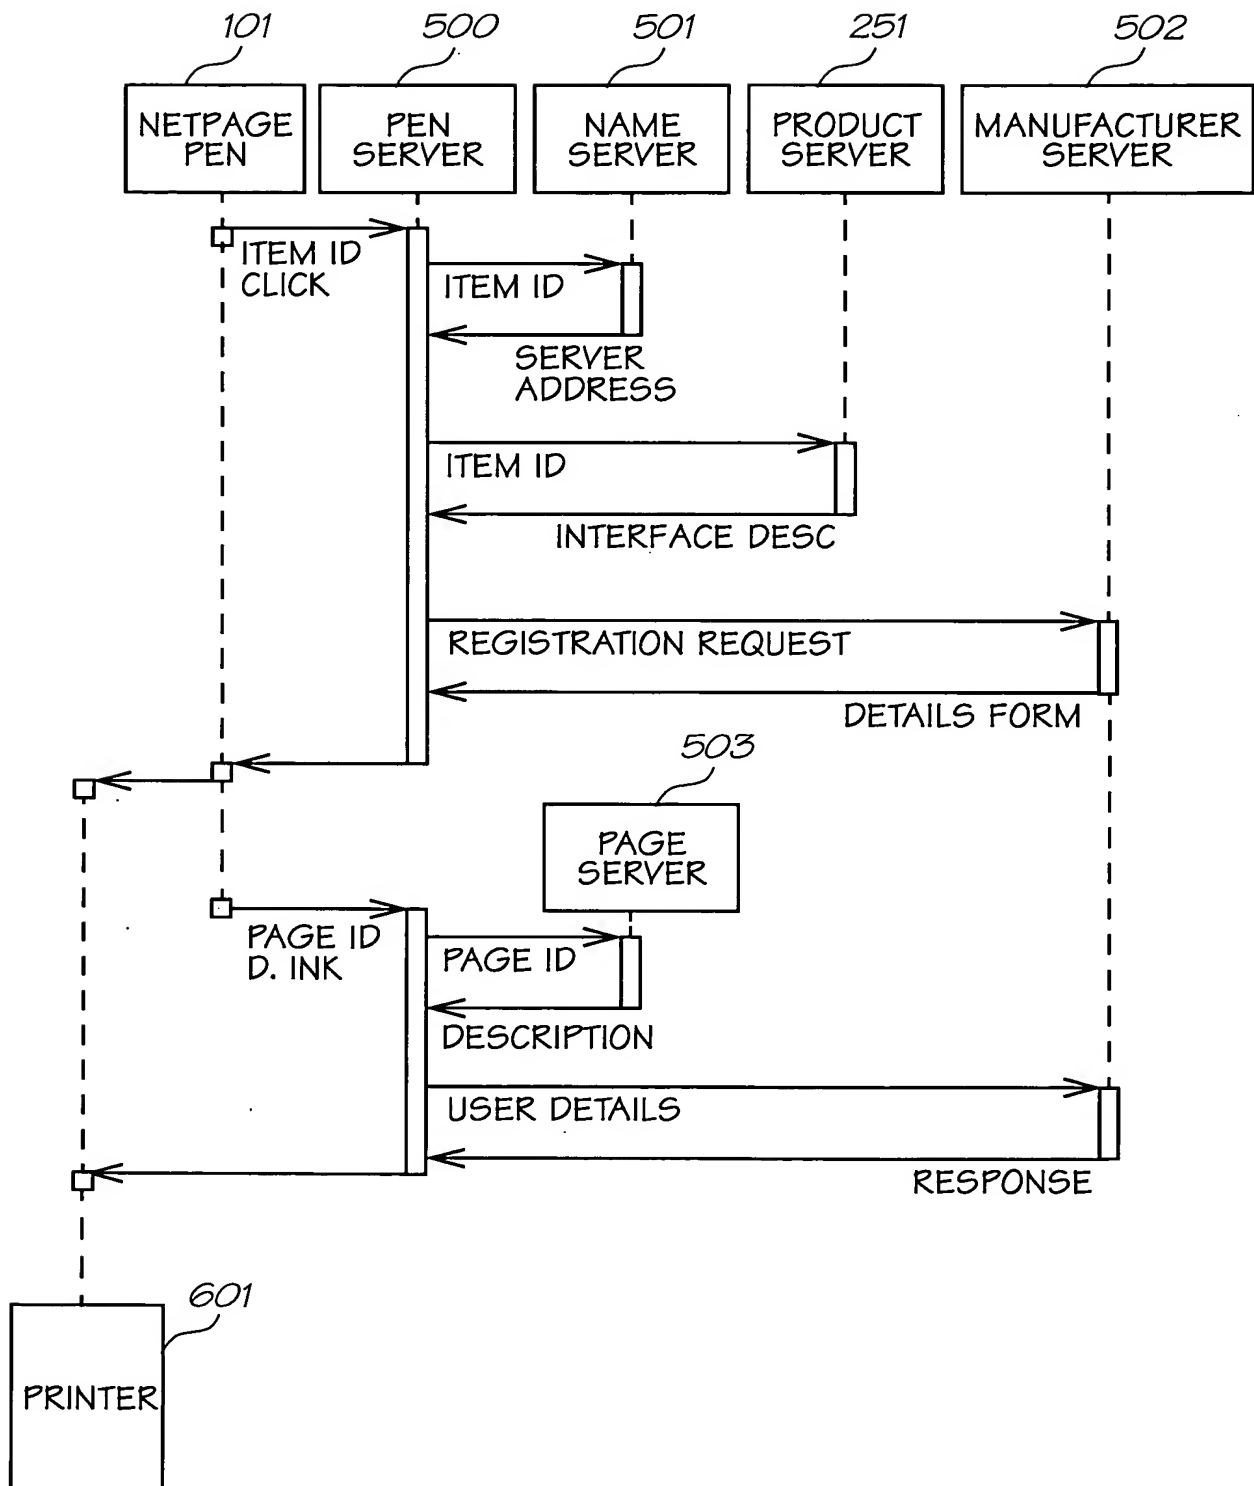 101
500
501
251
502
NETPAGE
PEN
PEN
SERVER
NAME
SERVER
PRODUCT
SERVER
MANUFACTURER
SERVER
ITEM ID
CLICK
ITEM ID
SERVER
ADDRESS
ITEM ID
INTERFACE DESC
REGISTRATION REQUEST
DETAILS FORM
503
PAGE
SERVER
PAGE ID
D. INK
PAGE ID
DESCRIPTION
USER DETAILS
RESPONSE
601
PRINTER